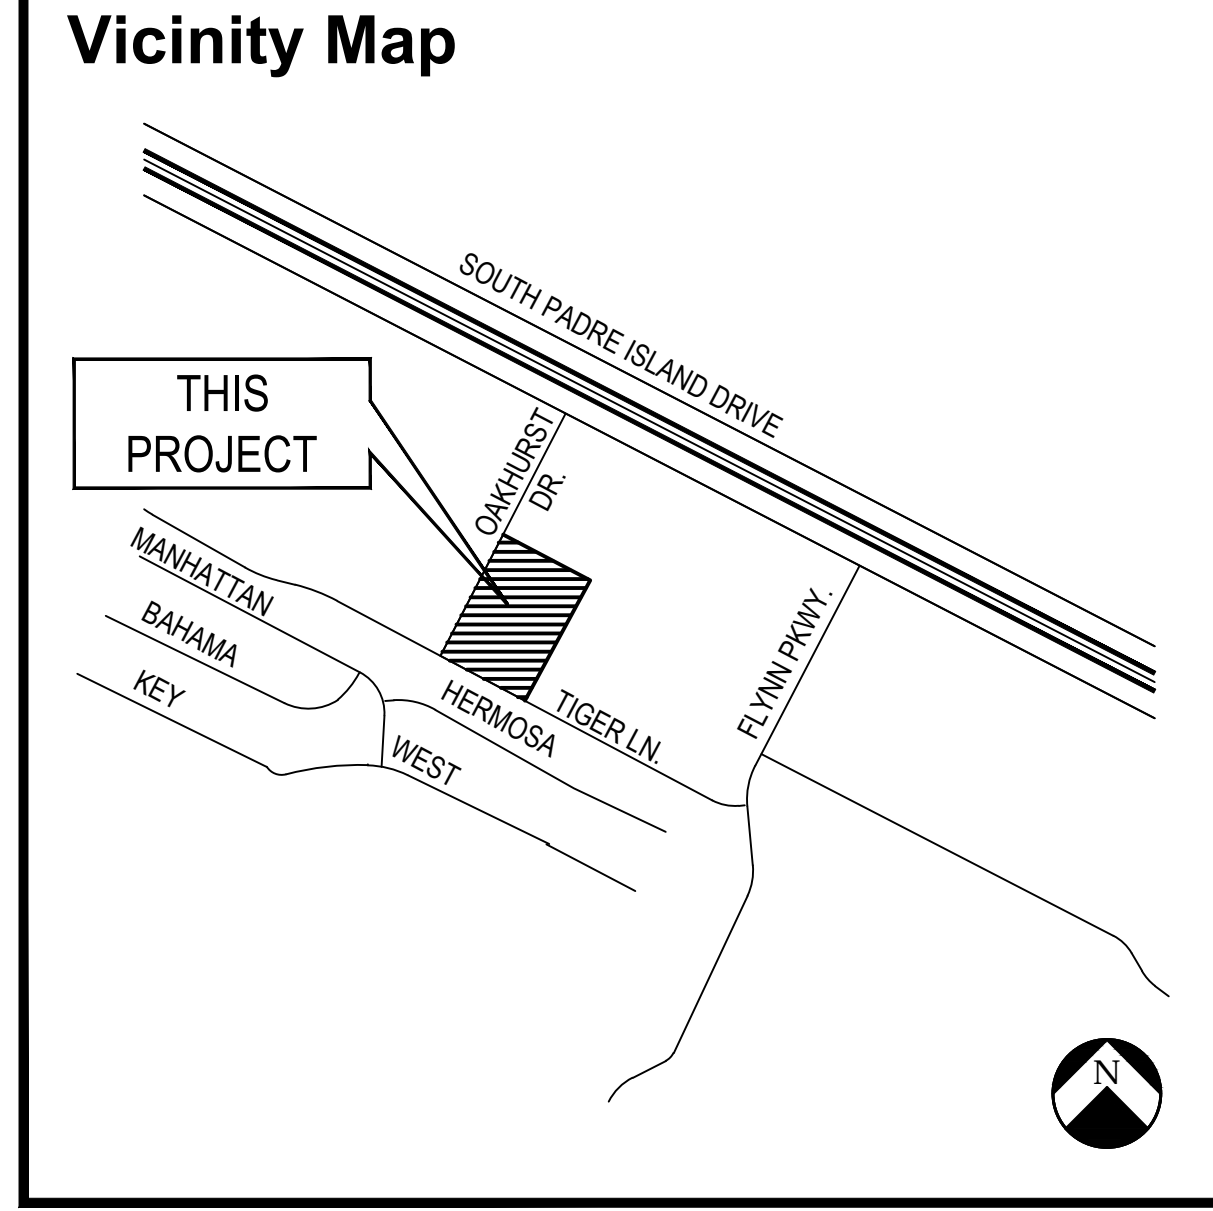 Vicinity Map
SOUTH PADRE ISLAND DRIVE
THIS
PROJECT
OAKHURST
DR.
MANHATTAN
BAHAMA
KEY
HERMOSA
TIGER LN.
WEST
FLYNN PKWY.
N